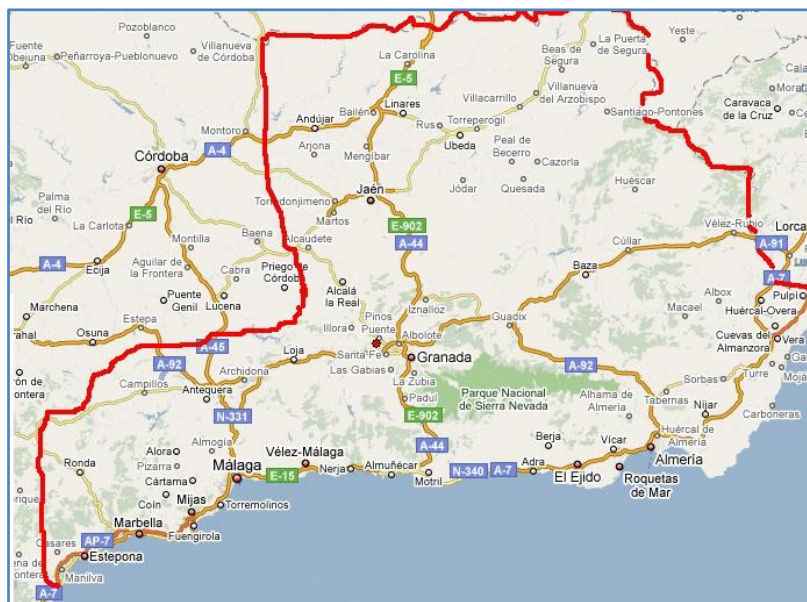 Pozoblanco
Yeste
Fuente
Obejuna
Peñarroya-Pueblonuevo
Villanueva
de Córdoba
La Puerta
de Segura
La Carolina
Beas de
Segura
E-5
Villanueva
del Arzobispo
Caravaca
de la Cruz
Bailén
Linares
Villacarrillo
Santiago-Pontones
Andújar
Rus
Torreperogil
Montoro
Arjona
Ubeda
A-4
Mengíbar
Peal de
Becerro
Cazorla
Córdoba
Jaén
Jódar
Quesada
Huéscar
Palma
del Río
Torredonjimeno
La Carlota
E-5
Martos
E-902
A-44
Vélez-Rubio
Lorca
Montilla
Baena
Alcaudete
Cúllar
A-91
A-4
Écija
Aguilar de
la Frontera
Cabra
Priego de
Córdoba
Baza
A-7
Marchena
Puente
Genil
Lucena
Alcalá
la Real
Iznalloz
Albox
Pulpí
Macael
Huércal-Overa
Osuna
Estepa
Illora
Pinos
Puente
Albolote
Guadix
Cuevas del
Almanzora
Vera
A-45
Santa Fe
Granada
A-92
Loja
A-92
Archidona
Las Gabias
La Zubia
Turre
Campillos
Antequera
Padul
Parque Nacional
de Sierra Nevada
Alhama de
Almería
Sorbas
Tabernas
Níjar
Carboneras
N-331
E-902
Huércal de
Almería
Almogía
A-44
Alora
Pizarra
Vélez-Málaga
Berja
Vícar
Almería
Ronda
Málaga
E-15
Nerja
Almuñécar
Motril
N-340
A-7
Adra
El Ejido
Roquetas
de Mar
Cártama
Coín
Mijas
Torremolinos
Marbella
Fuengirola
AP-7
Casares
Estepona
Manilva
A-7